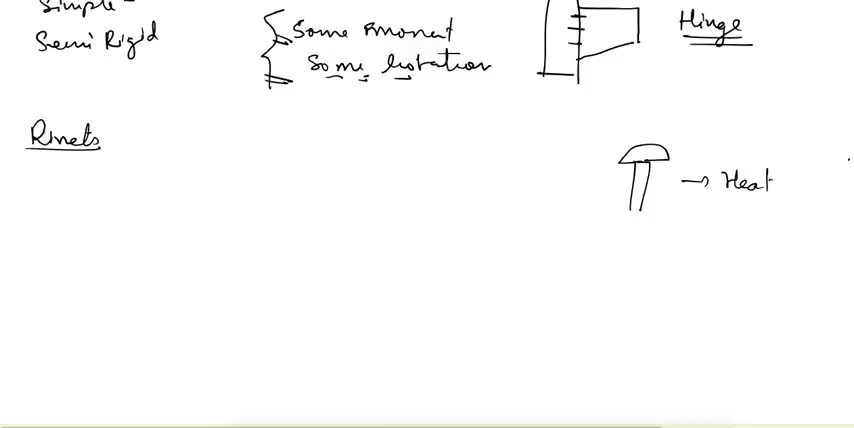 Simple -
Semi Rigid
Some moment
Some rotation
Hinge
Rivets
→ Heat